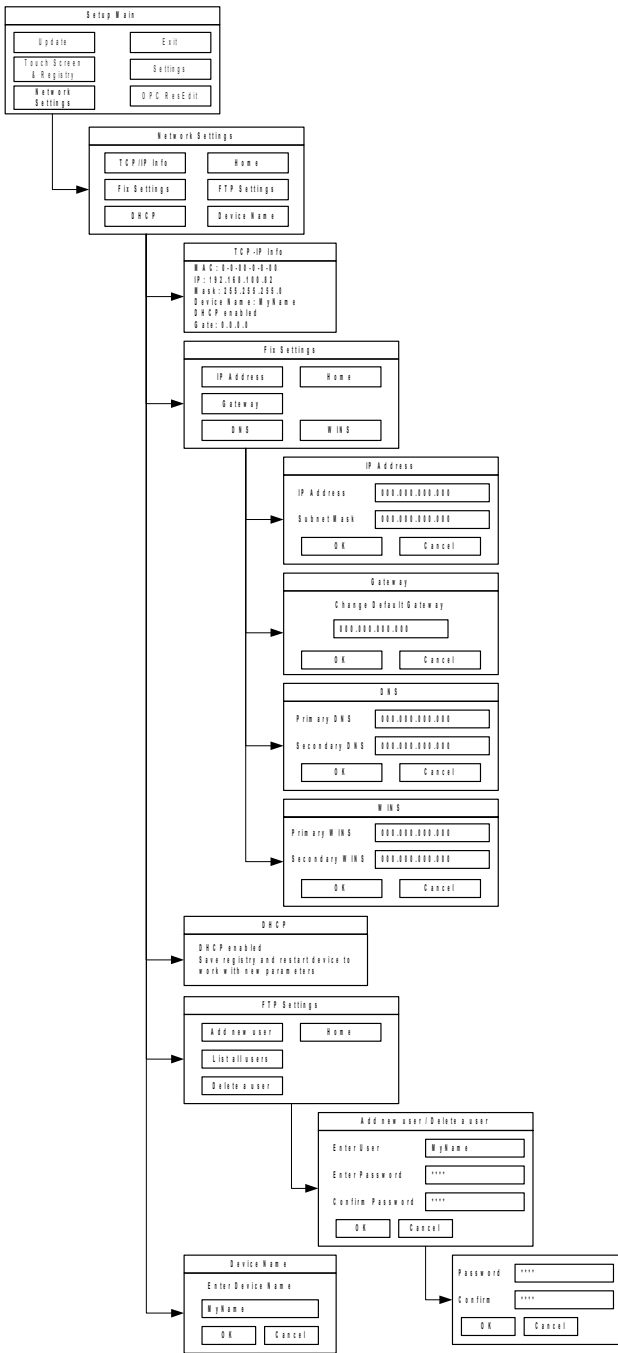 Setup Main
Update
Exit
Touch Screen
& Registry
Settings
Network
Settings
OPC ResEdit
Network Settings
TCP/IP Info
Home
Fix Settings
FTP Settings
DHCP
Device Name
TCP-IP Info
MAC: 0-0-00-0-0-00
IP: 192.168.100.82
Mask: 255.255.255.0
Device Name: MyName
DHCP enabled
Gate: 0.0.0.0
Fix Settings
IP Address
Home
Gateway
DNS
WINS
IP Address
IP Address
000.000.000.000
Subnet Mask
000.000.000.000
OK
Cancel
Gateway
Change Default Gateway
000.000.000.000
OK
Cancel
DNS
Primary DNS
000.000.000.000
Secondary DNS
000.000.000.000
OK
Cancel
WINS
Primary WINS
000.000.000.000
Secondary WINS
000.000.000.000
OK
Cancel
DHCP
DHCP enabled
Save registry and restart device to
work with new parameters
FTP Settings
Add new user
Home
List all users
Delete a user
Add new user / Delete a user
Enter User
MyName
Enter Password
****
Confirm Password
****
OK
Cancel
Password
****
Confirm
****
OK
Cancel
Device Name
Enter Device Name
MyName
OK
Cancel